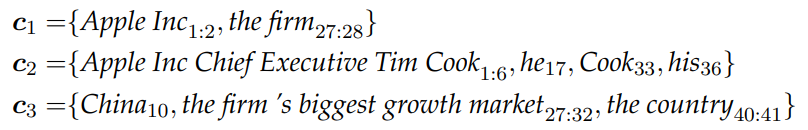 c1 ={Apple Inc1:2, the firm27:28}
c2 ={Apple Inc Chief Executive Tim Cook1:6, he17, Cook33, his36}
c3 ={China10, the firm 's biggest growth market27:32, the country40:41}